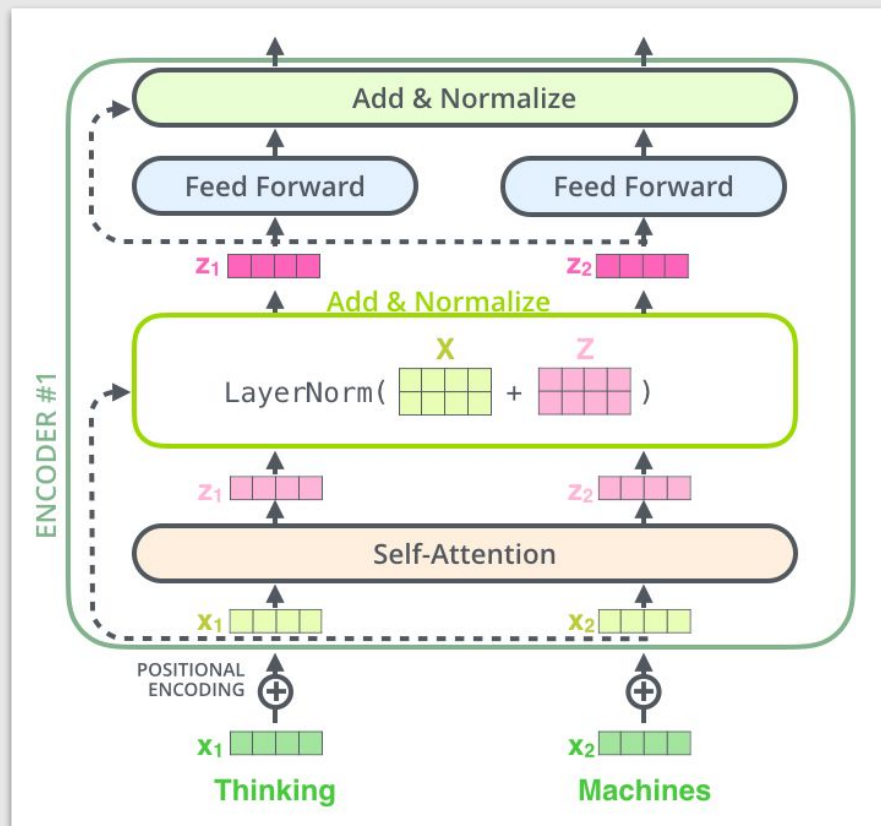 Add & Normalize
Feed Forward
Feed Forward
z1
z2
Add & Normalize
X
Z
LayerNorm( + )
ENCODER #1
z1
z2
Self-Attention
x1
x2
POSITIONAL
ENCODING
x1
x2
Thinking
Machines